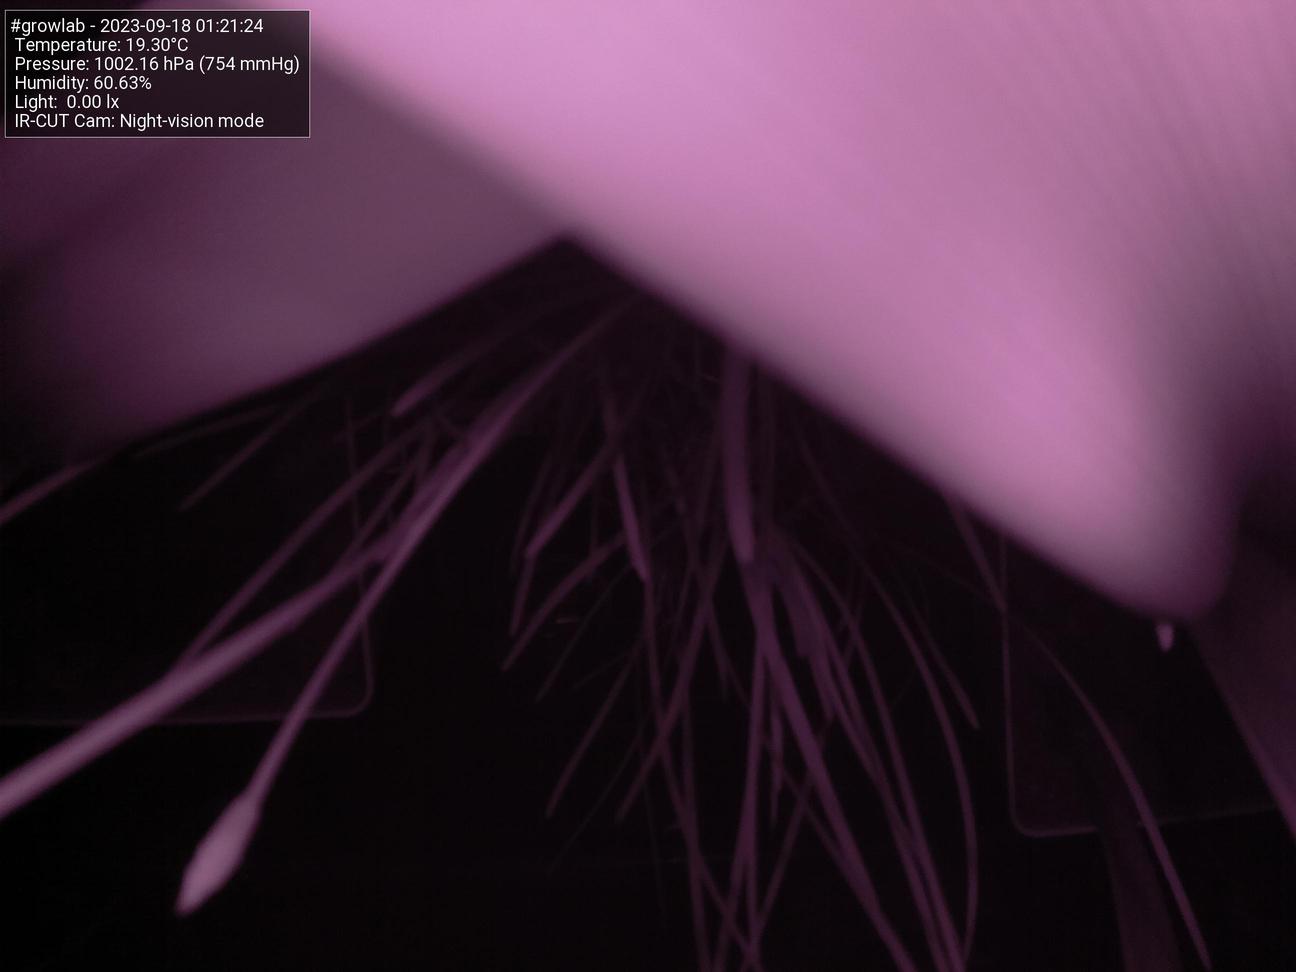 #growlab - 2023-09-18 01:21:24
Temperature: 19.30°C
Pressure: 1002.16 hPa (754 mmHg)
Humidity: 60.63%
Light: 0.00 lx
IR-CUT Cam: Night-vision mode